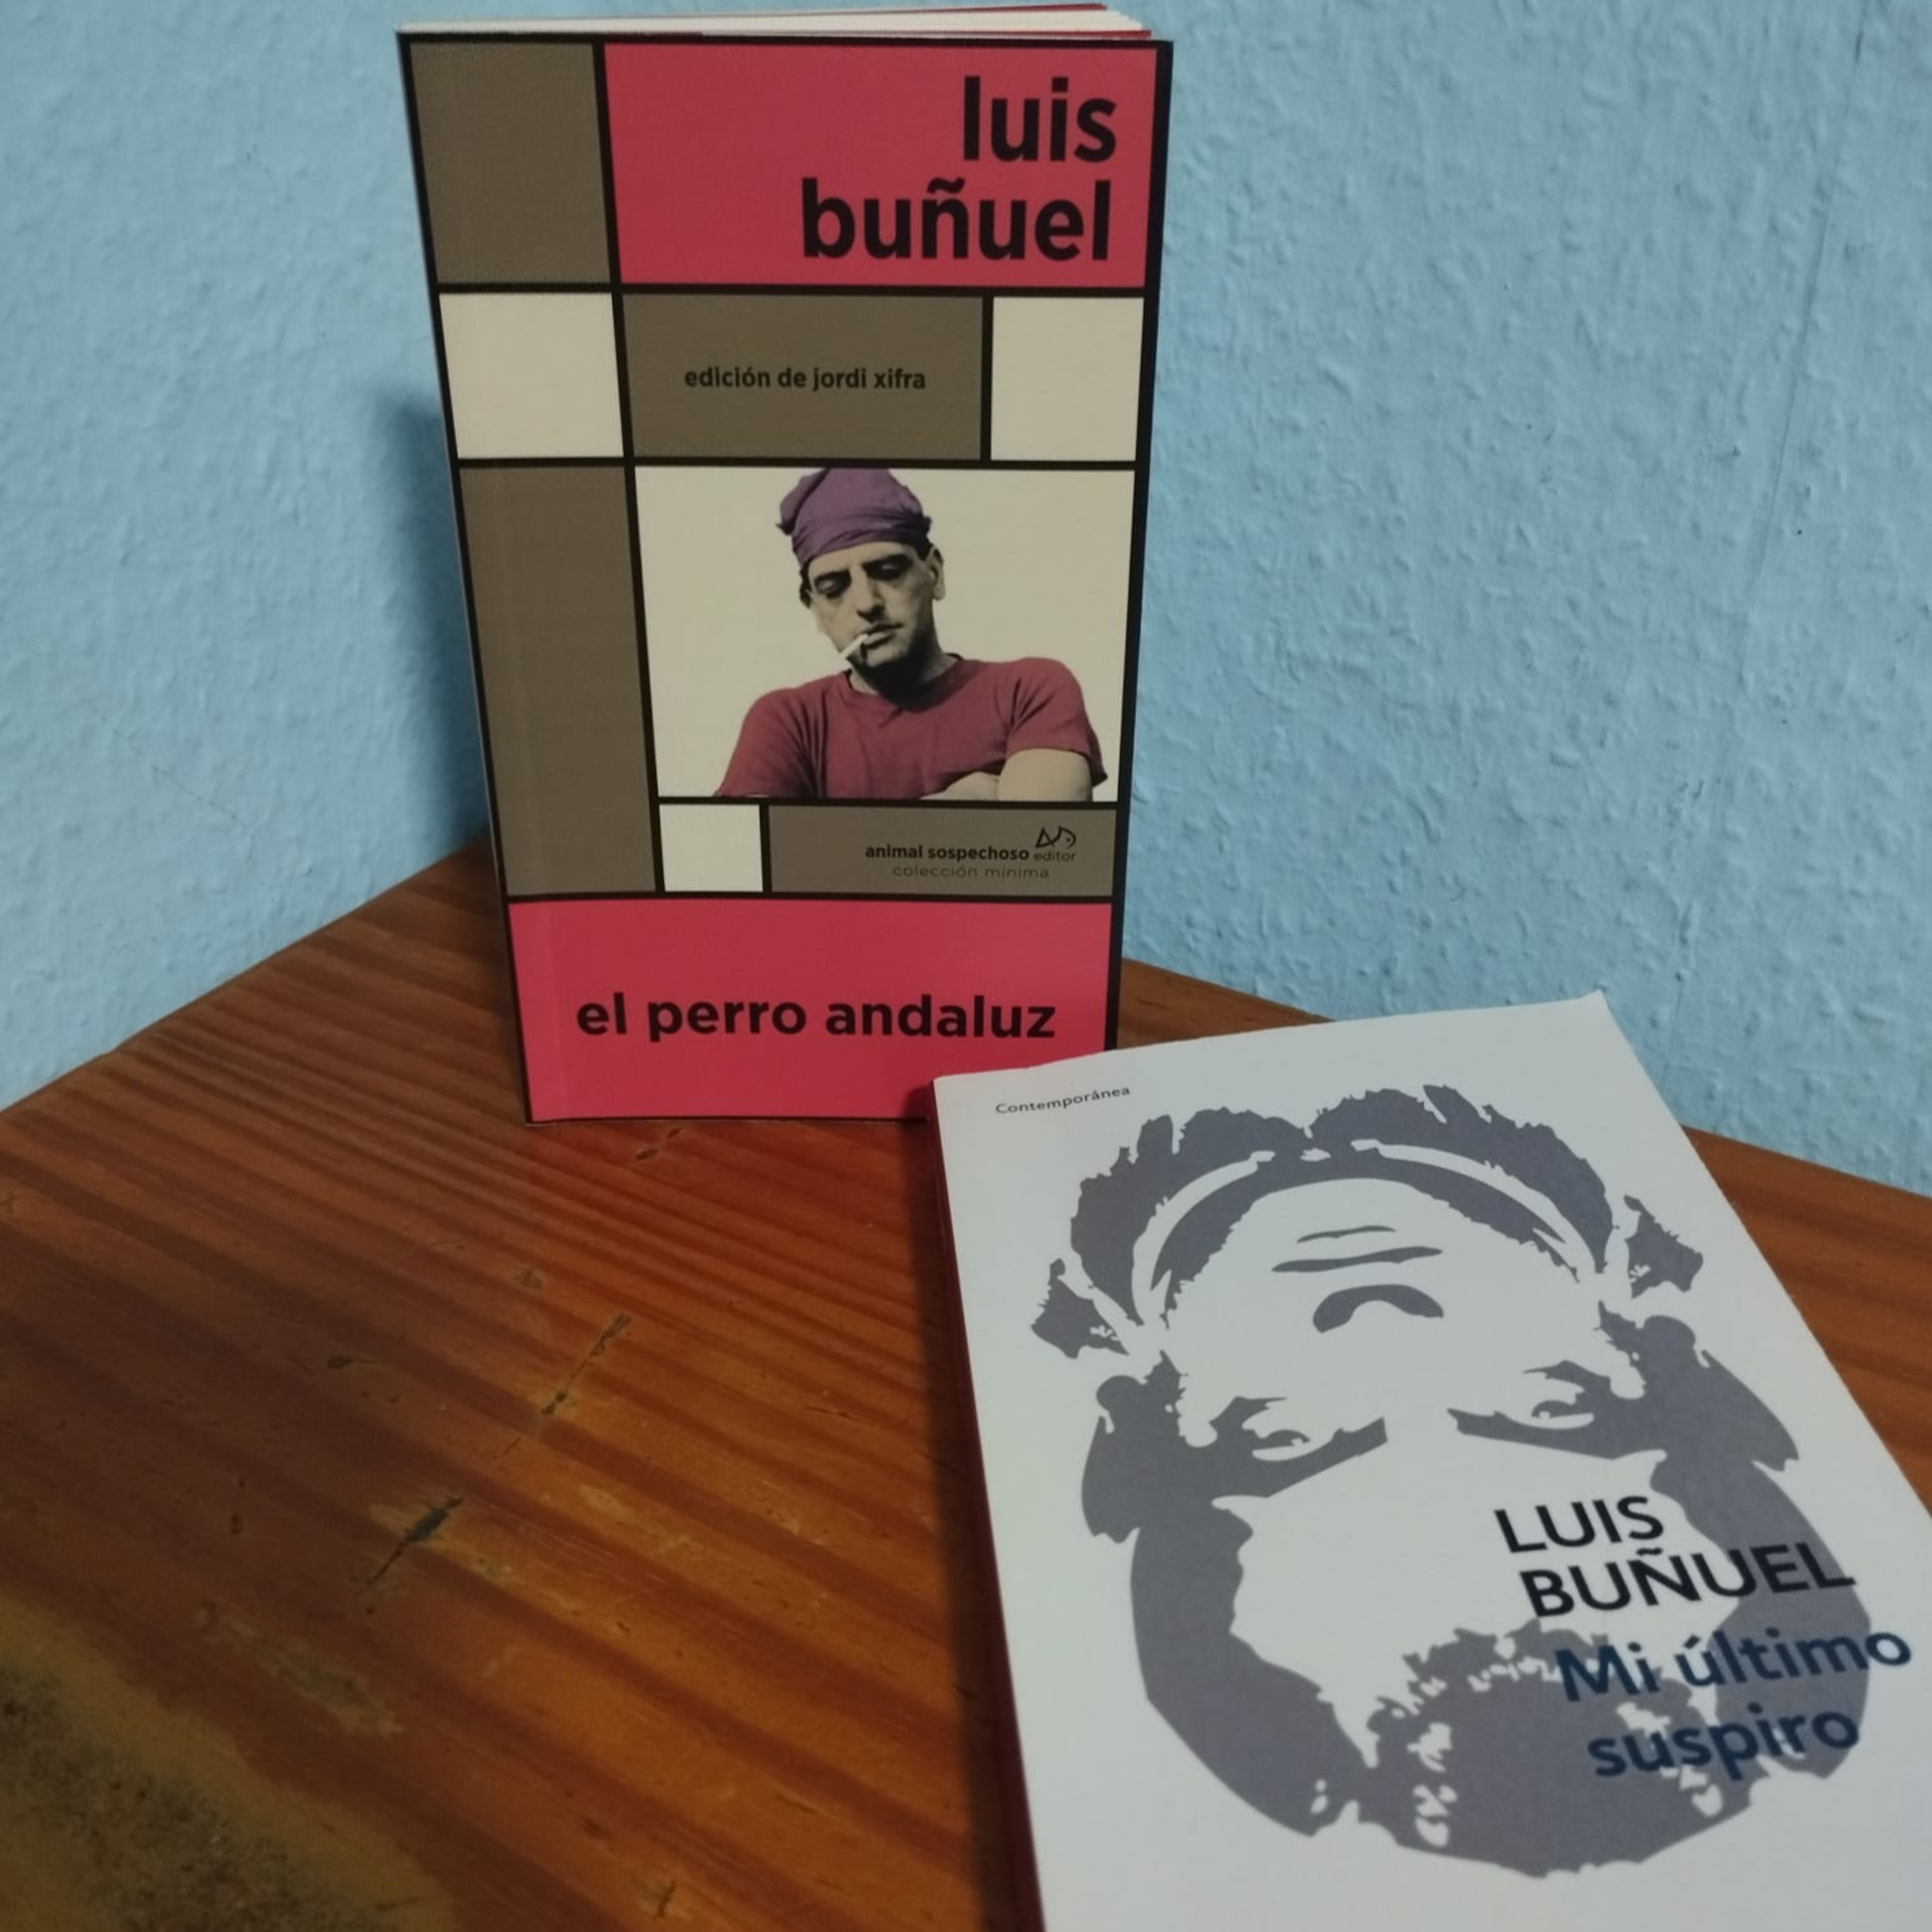 luis
buñuel
edición de jordi xifra
animal sospechoso editor
colección mínima
el perro andaluz
Contemporánea
LUIS
BUÑUEL
Mi último
suspiro